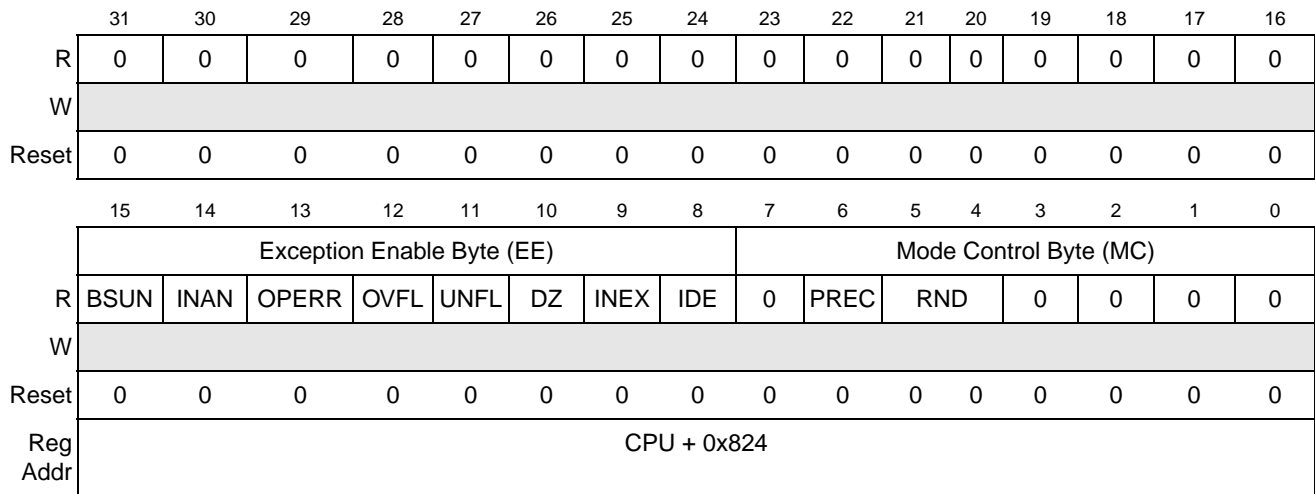 31 30 29 28 27 26 25 24 23 22 21 20 19 18 17 16
R 0 0 0 0 0 0 0 0 0 0 0 0 0 0 0 0
W
Reset 0 0 0 0 0 0 0 0 0 0 0 0 0 0 0 0
15 14 13 12 11 10 9 8 7 6 5 4 3 2 1 0
Exception Enable Byte (EE) Mode Control Byte (MC)
R BSUN INAN OPERR OVFL UNFL DZ INEX IDE 0 PREC RND 0 0 0 0
W
Reset 0 0 0 0 0 0 0 0 0 0 0 0 0 0 0 0
Reg CPU + 0x824
Addr